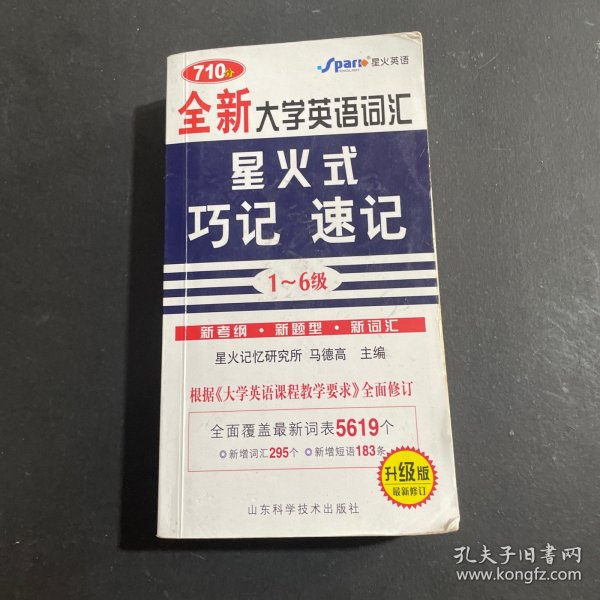 710分
Spark 星火英语
全新大学英语词汇
星火式
巧记 速记
1～6级
新考纲·新题型·新词汇
星火记忆研究所 马德高 主编
根据《大学英语课程教学要求》全面修订
全面覆盖最新词表5619个
新增词汇295个 新增短语183条
升级版
最新修订
山东科学技术出版社
孔夫子旧书网
www.kongfz.com